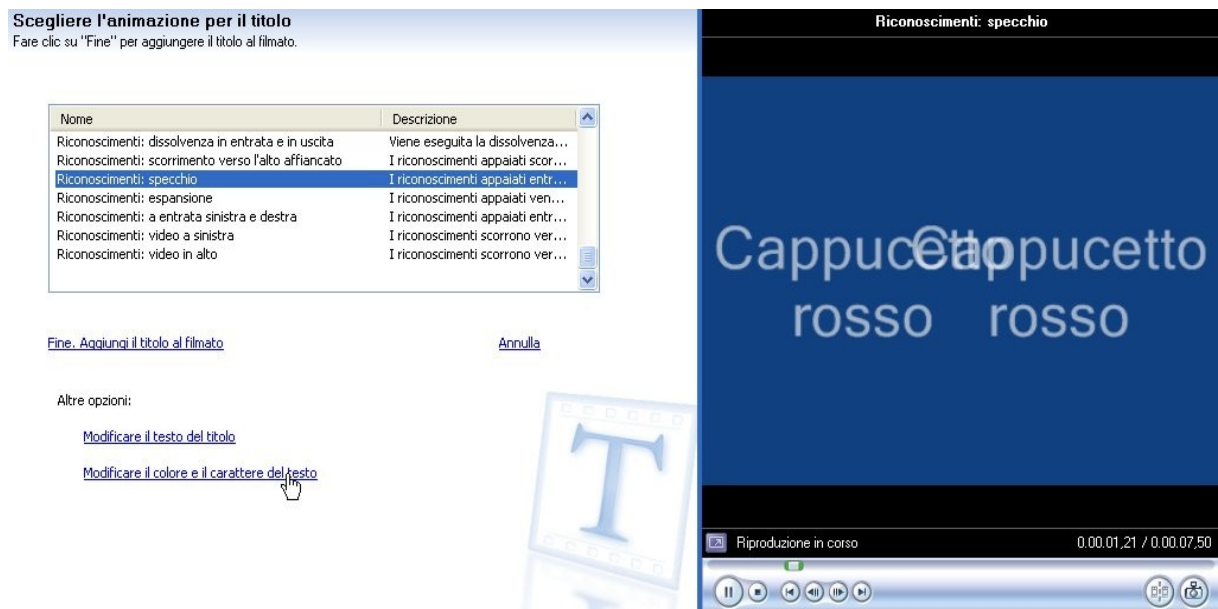 Scegliere l'animazione per il titolo
Fare clic su "Fine" per aggiungere il titolo al filmato.
Nome Descrizione
Riconoscimenti: dissolvenza in entrata e in uscita Viene eseguita la dissolvenza...
Riconoscimenti: scorrimento verso l'alto affiancato I riconoscimenti appaiati scor...
Riconoscimenti: specchio I riconoscimenti appaiati entr...
Riconoscimenti: espansione I riconoscimenti appaiati ven...
Riconoscimenti: a entrata sinistra e destra I riconoscimenti appaiati entr...
Riconoscimenti: video a sinistra I riconoscimenti scorrono ver...
Riconoscimenti: video in alto I riconoscimenti scorrono ver...
Fine. Aggiungi il titolo al filmato Annulla
Altre opzioni:
Modificare il testo del titolo
Modificare il colore e il carattere del testo
T
Riconoscimenti: specchio
Cappucetto Cappucetto
rosso rosso
Riproduzione in corso 0.00.01,21 / 0.00.07,50